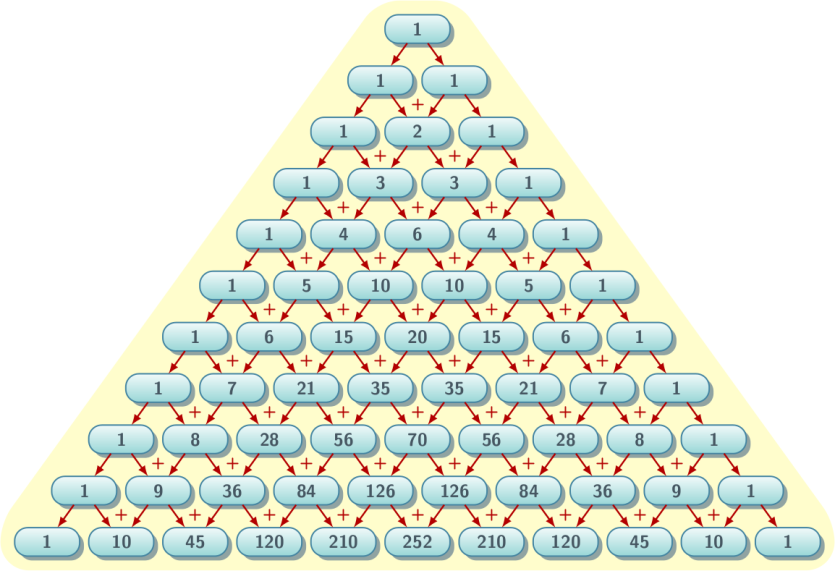 1
1 1
+
1 2 1
+ +
1 3 3 1
+ + +
1 4 6 4 1
+ + + +
1 5 10 10 5 1
+ + + + +
1 6 15 20 15 6 1
+ + + + + +
1 7 21 35 35 21 7 1
+ + + + + + +
1 8 28 56 70 56 28 8 1
+ + + + + + + +
1 9 36 84 126 126 84 36 9 1
+ + + + + + + + +
1 10 45 120 210 252 210 120 45 10 1